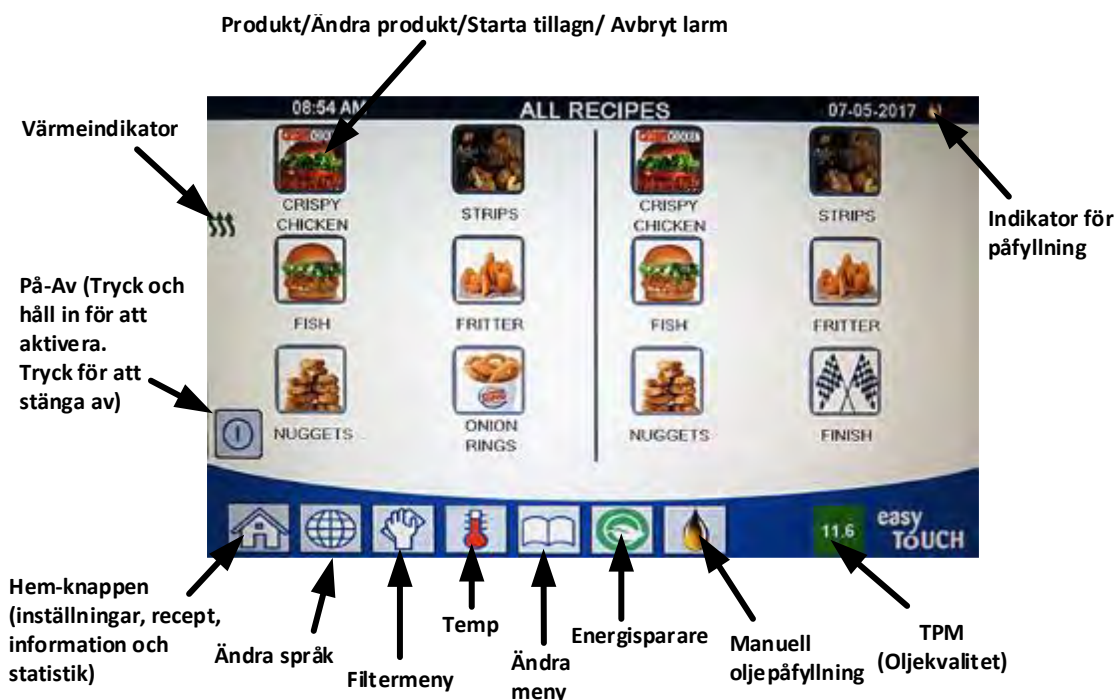 Produkt/Ändra produkt/Starta tillagn/ Avbryt larm
Värmeindikator
08:54 AM
ALL RECIPES
07-05-2017
CRISPY
CHICKEN
STRIPS
CRISPY
CHICKEN
STRIPS
Indikator för
påfyllning
På-Av (Tryck och
håll in för att
aktivera.
Tryck för att
stänga av)
FISH
FRITTER
FISH
FRITTER
NUGGETS
ONION
RINGS
NUGGETS
FINISH
11.6
easy
TOUCH
Hem-knappen
(inställningar, recept,
information och
statistik)
Ändra språk
Filtermeny
Temp
Ändra
meny
Energisparare
Manuell
oljepåfyllning
TPM
(Oljekvalitet)